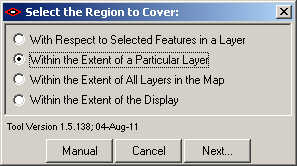 Select the Region to Cover:
With Respect to Selected Features in a Layer
Within the Extent of a Particular Layer
Within the Extent of All Layers in the Map
Within the Extent of the Display
Tool Version 1.5.138; 04-Aug-11
Manual Cancel Next...